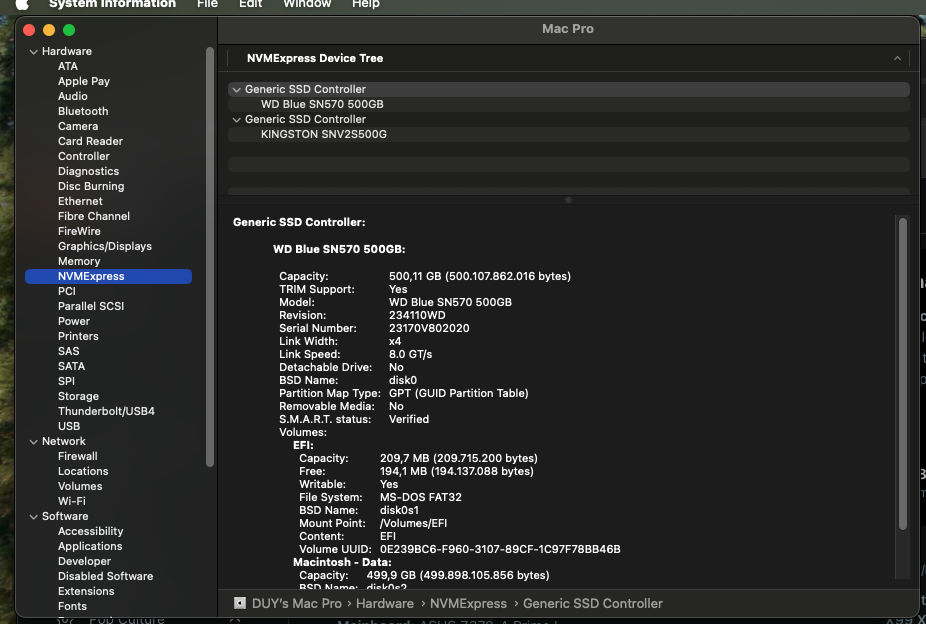 System Information File Edit Window Help
Mac Pro
Hardware
ATA
Apple Pay
Audio
Bluetooth
Camera
Card Reader
Controller
Diagnostics
Disc Burning
Ethernet
Fibre Channel
FireWire
Graphics/Displays
Memory
NVMExpress
PCI
Parallel SCSI
Power
Printers
SAS
SATA
SPI
Storage
Thunderbolt/USB4
USB
Network
Firewall
Locations
Volumes
Wi-Fi
Software
Accessibility
Applications
Developer
Disabled Software
Extensions
Fonts
NVMExpress Device Tree
Generic SSD Controller
WD Blue SN570 500GB
Generic SSD Controller
KINGSTON SNV2S500G
Generic SSD Controller:
WD Blue SN570 500GB:
Capacity: 500,11 GB (500.107.862.016 bytes)
TRIM Support: Yes
Model: WD Blue SN570 500GB
Revision: 234110WD
Serial Number: 23170V802020
Link Width: x4
Link Speed: 8.0 GT/s
Detachable Drive: No
BSD Name: disk0
Partition Map Type: GPT (GUID Partition Table)
Removable Media: No
S.M.A.R.T. status: Verified
Volumes:
EFI:
Capacity: 209,7 MB (209.715.200 bytes)
Free: 194,1 MB (194.137.088 bytes)
Writable: Yes
File System: MS-DOS FAT32
BSD Name: disk0s1
Mount Point: /Volumes/EFI
Content: EFI
Volume UUID: 0E239BC6-F960-3107-89CF-1C97F78BB46B
Macintosh - Data:
Capacity: 499,9 GB (499.898.105.856 bytes)
BSD Name: disk0s2
DUY's Mac Pro › Hardware › NVMExpress › Generic SSD Controller
Pop Culture